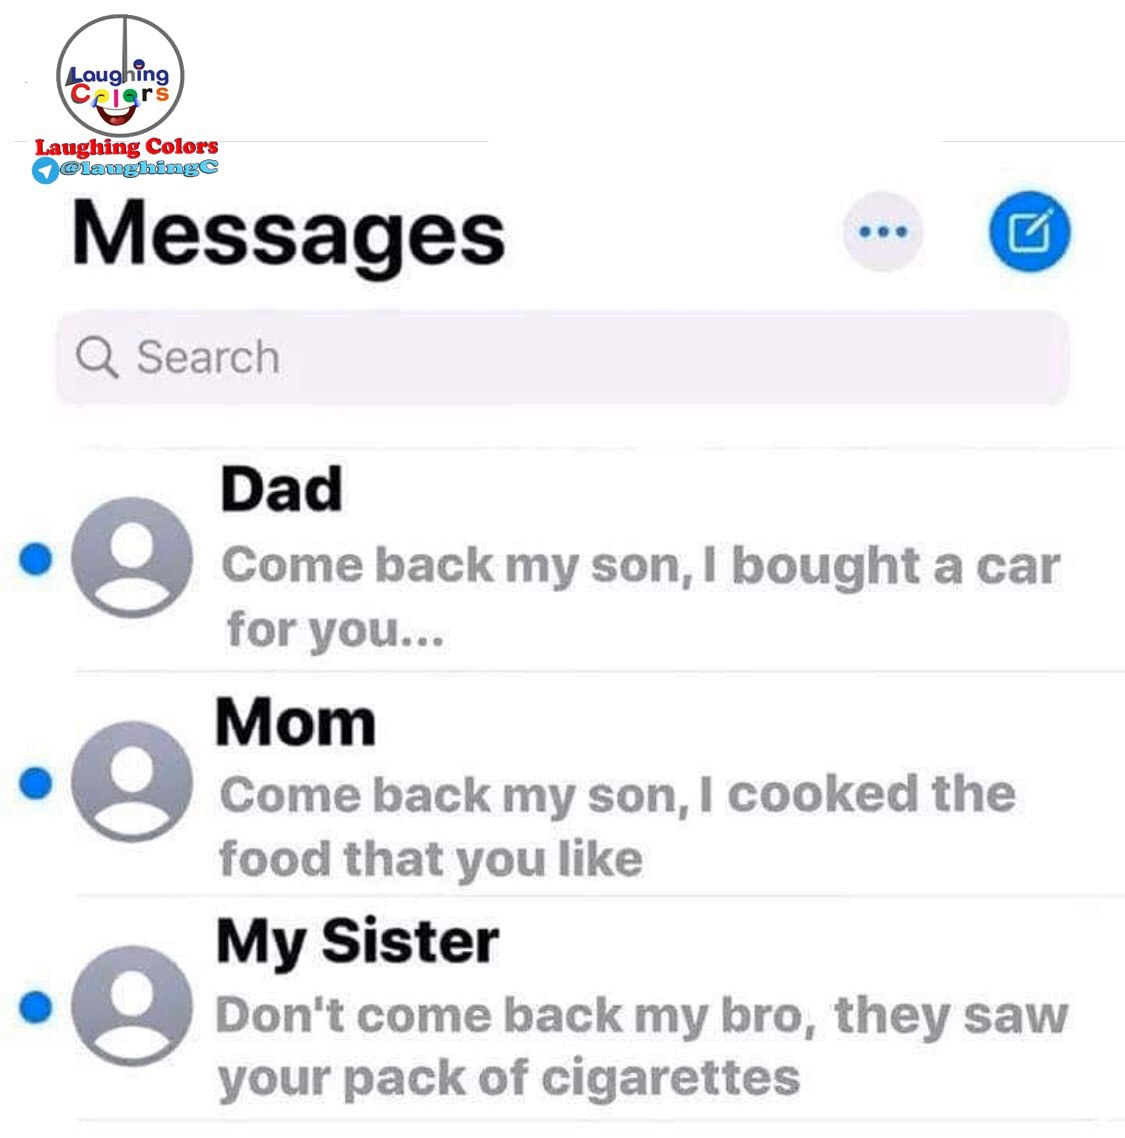 Laughing
Colors
Laughing Colors
@laughingC
Messages
Search
Dad
Come back my son, I bought a car
for you...
Mom
Come back my son, I cooked the
food that you like
My Sister
Don't come back my bro, they saw
your pack of cigarettes